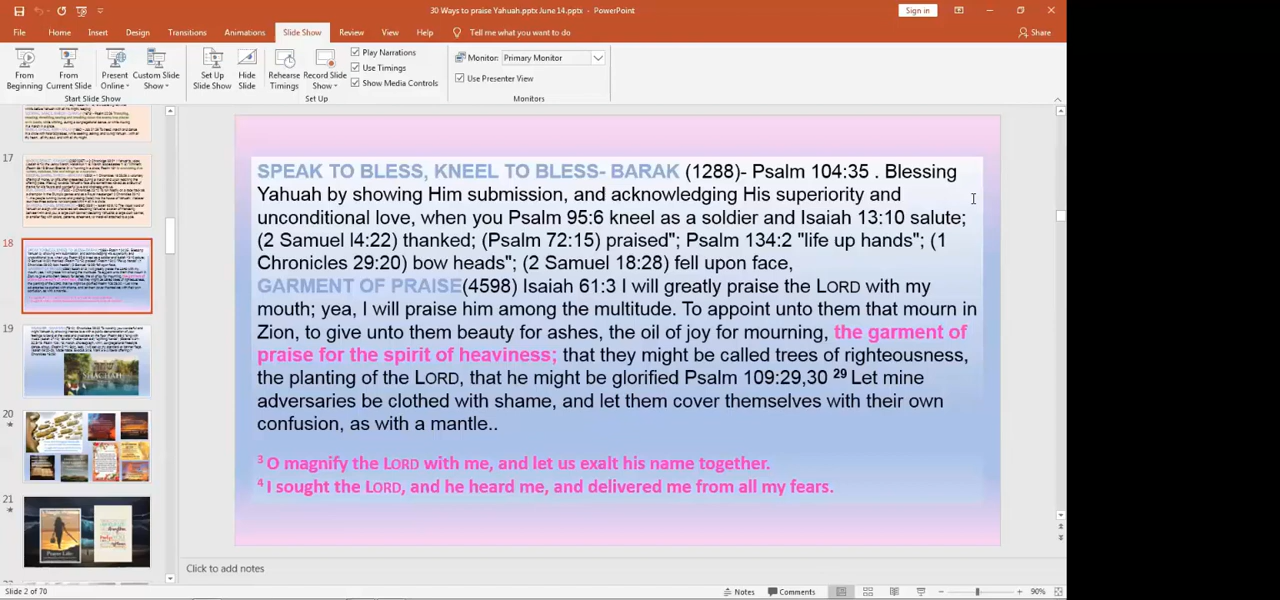 30 Ways to praise Yahuah.pptx June 14.pptx - PowerPoint
Sign in
File Home Insert Design Transitions Animations Slide Show Review View Help Tell me what you want to do
Share
From Beginning
From Current Slide
Present Online
Custom Slide Show
Set Up Slide Show
Hide Slide
Rehearse Timings
Record Slide Show
Play Narrations
Use Timings
Show Media Controls
Monitor: Primary Monitor
Use Presenter View
Start Slide Show
Set Up
Monitors
17
18
19
20
21
SHACHAH
Prayer Life
SPEAK TO BLESS, KNEEL TO BLESS- BARAK (1288)- Psalm 104:35 . Blessing
Yahuah by showing Him submission, and acknowledging His superiority and
unconditional love, when you Psalm 95:6 kneel as a soldier and Isaiah 13:10 salute;
(2 Samuel l4:22) thanked; (Psalm 72:15) praised"; Psalm 134:2 "life up hands"; (1
Chronicles 29:20) bow heads"; (2 Samuel 18:28) fell upon face,
GARMENT OF PRAISE(4598) Isaiah 61:3 I will greatly praise the LORD with my
mouth; yea, I will praise him among the multitude. To appoint unto them that mourn in
Zion, to give unto them beauty for ashes, the oil of joy for mourning, the garment of
praise for the spirit of heaviness; that they might be called trees of righteousness,
the planting of the LORD, that he might be glorified Psalm 109:29,30 29 Let mine
adversaries be clothed with shame, and let them cover themselves with their own
confusion, as with a mantle..
3 O magnify the LORD with me, and let us exalt his name together.
4 I sought the LORD, and he heard me, and delivered me from all my fears.
Click to add notes
Slide 2 of 70
Notes Comments
90%